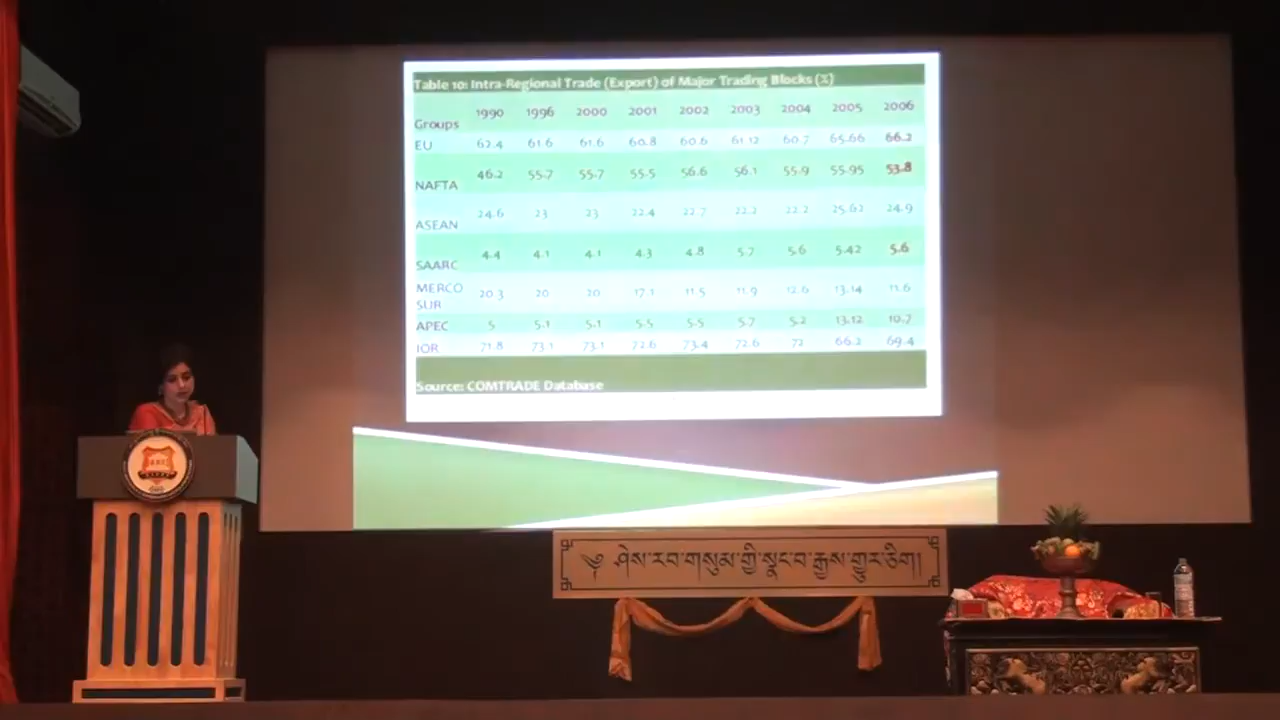 Table 10: Intra-Regional Trade (Export) of Major Trading Blocks (%)
Groups 1990 1996 2000 2001 2002 2003 2004 2005 2006
EU 62.4 61.6 61.6 60.8 60.6 61.12 60.7 65.66 66.2
NAFTA 46.2 55.7 55.7 55.5 56.6 56.1 55.9 55.95 53.8
ASEAN 24.6 23 23 22.4 22.7 22.2 22.2 25.62 24.9
SAARC 4.4 4.1 4.1 4.3 4.8 5.7 5.6 5.42 5.6
MERCO
SUR 20.3 20 20 17.1 11.5 11.9 12.6 13.14 11.6
APEC 5 5.1 5.1 5.5 5.5 5.7 5.2 13.12 10.7
IOR 71.8 73.1 73.1 72.6 73.4 72.6 72 66.2 69.4
Source: COMTRADE Database
༄ ཤེས་རབ་གསུམ་གྱི་སྣང་བ་རྒྱས་གྱུར་ཅིག།